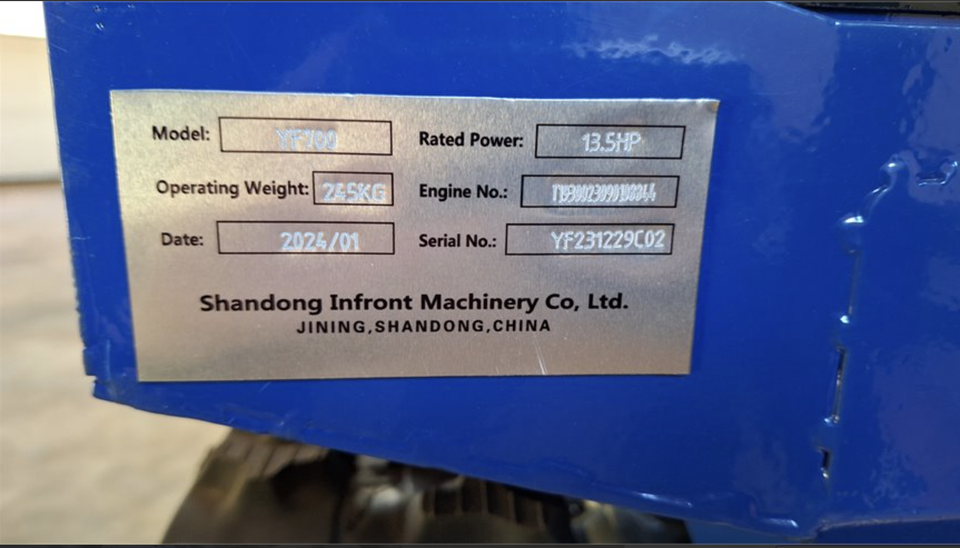 Model: YF700 Rated Power: 13.5HP
Operating Weight: 245KG Engine No.:
Date: 2024/01 Serial No.: YF231229C02
Shandong Infront Machinery Co, Ltd.
JINING,SHANDONG,CHINA